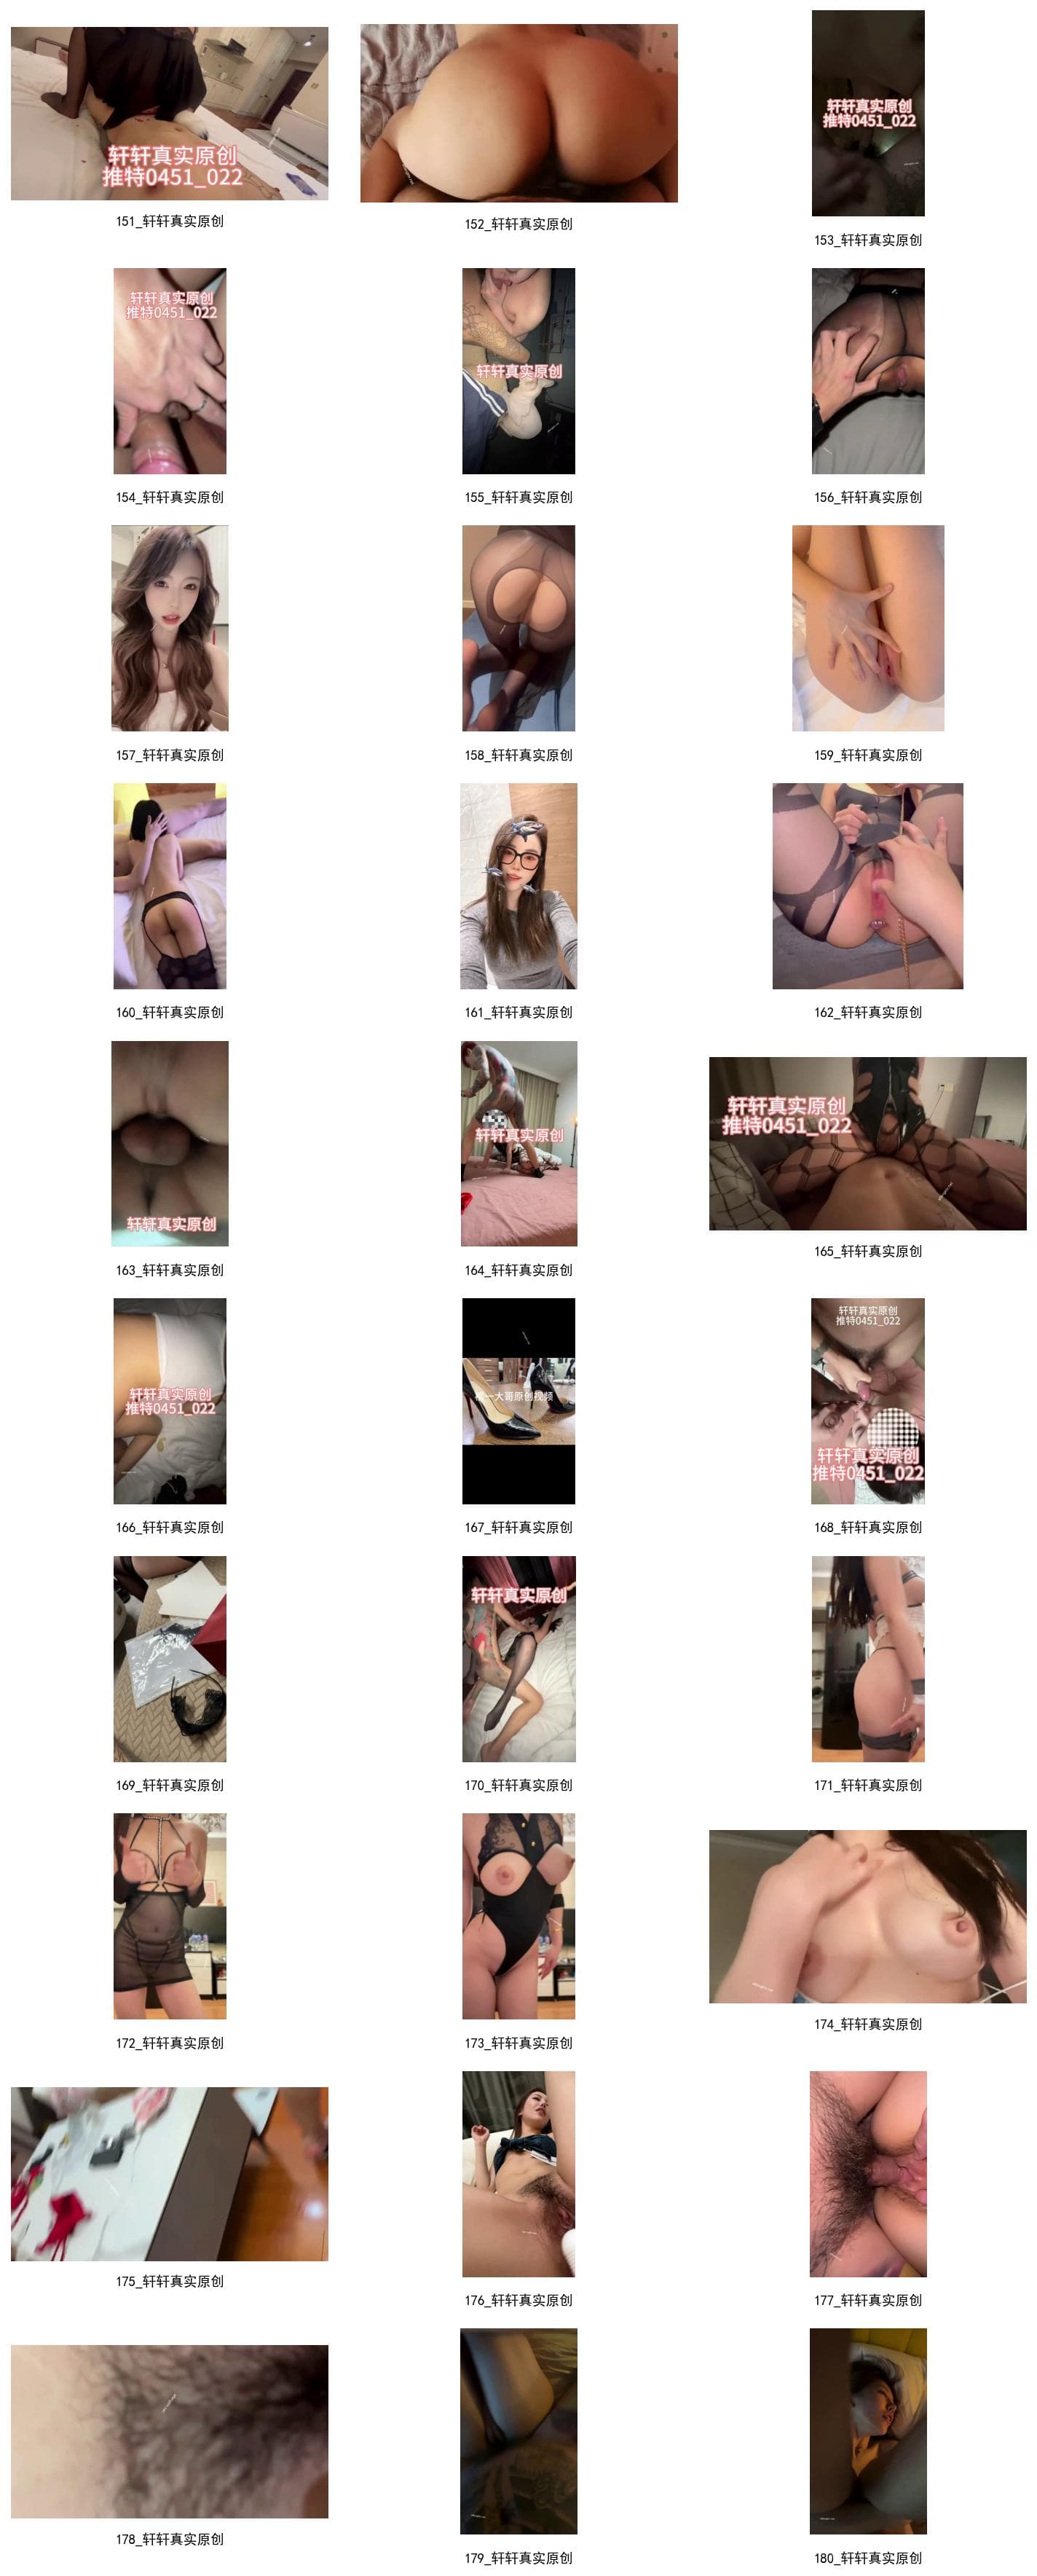 轩轩真实原创
推特0451_022
151_轩轩真实原创
152_轩轩真实原创
轩轩真实原创
推特0451_022
153_轩轩真实原创
轩轩真实原创
推特0451_022
154_轩轩真实原创
轩轩真实原创
155_轩轩真实原创
156_轩轩真实原创
157_轩轩真实原创
158_轩轩真实原创
159_轩轩真实原创
160_轩轩真实原创
161_轩轩真实原创
162_轩轩真实原创
轩轩真实原创
163_轩轩真实原创
轩轩真实原创
164_轩轩真实原创
轩轩真实原创
推特0451_022
165_轩轩真实原创
轩轩真实原创
推特0451_022
166_轩轩真实原创
一大哥原创视频
167_轩轩真实原创
轩轩真实原创
推特0451_022
轩轩真实原创
推特0451_022
168_轩轩真实原创
169_轩轩真实原创
轩轩真实原创
170_轩轩真实原创
171_轩轩真实原创
172_轩轩真实原创
173_轩轩真实原创
174_轩轩真实原创
175_轩轩真实原创
176_轩轩真实原创
177_轩轩真实原创
178_轩轩真实原创
179_轩轩真实原创
180_轩轩真实原创